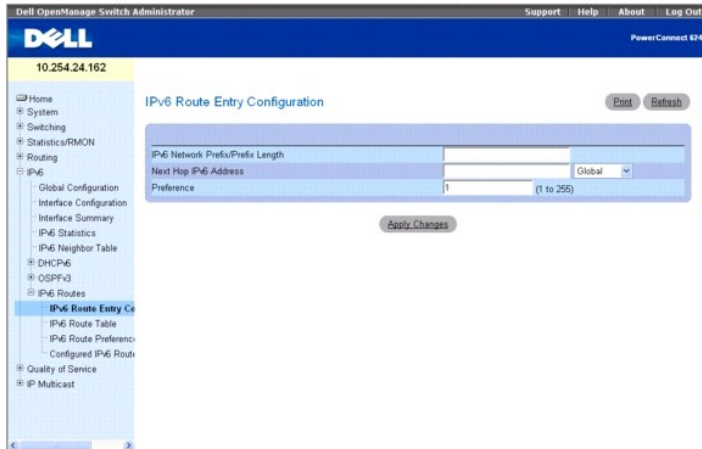 Dell OpenManage Switch Administrator
Support Help About Log Out
DELL
PowerConnect 624
10.254.24.162
Home
System
Switching
Statistics/RMON
Routing
IPv6
Global Configuration
Interface Configuration
Interface Summary
IPv6 Statistics
IPv6 Neighbor Table
DHCPv6
OSPFv3
IPv6 Routes
IPv6 Route Entry Co
IPv6 Route Table
IPv6 Route Preferenc
Configured IPv6 Route
Quality of Service
IP Multicast
IPv6 Route Entry Configuration
Print Refresh
IPv6 Network Prefix/Prefix Length
Next Hop IPv6 Address Global
Preference 1 (1 to 255)
Apply Changes